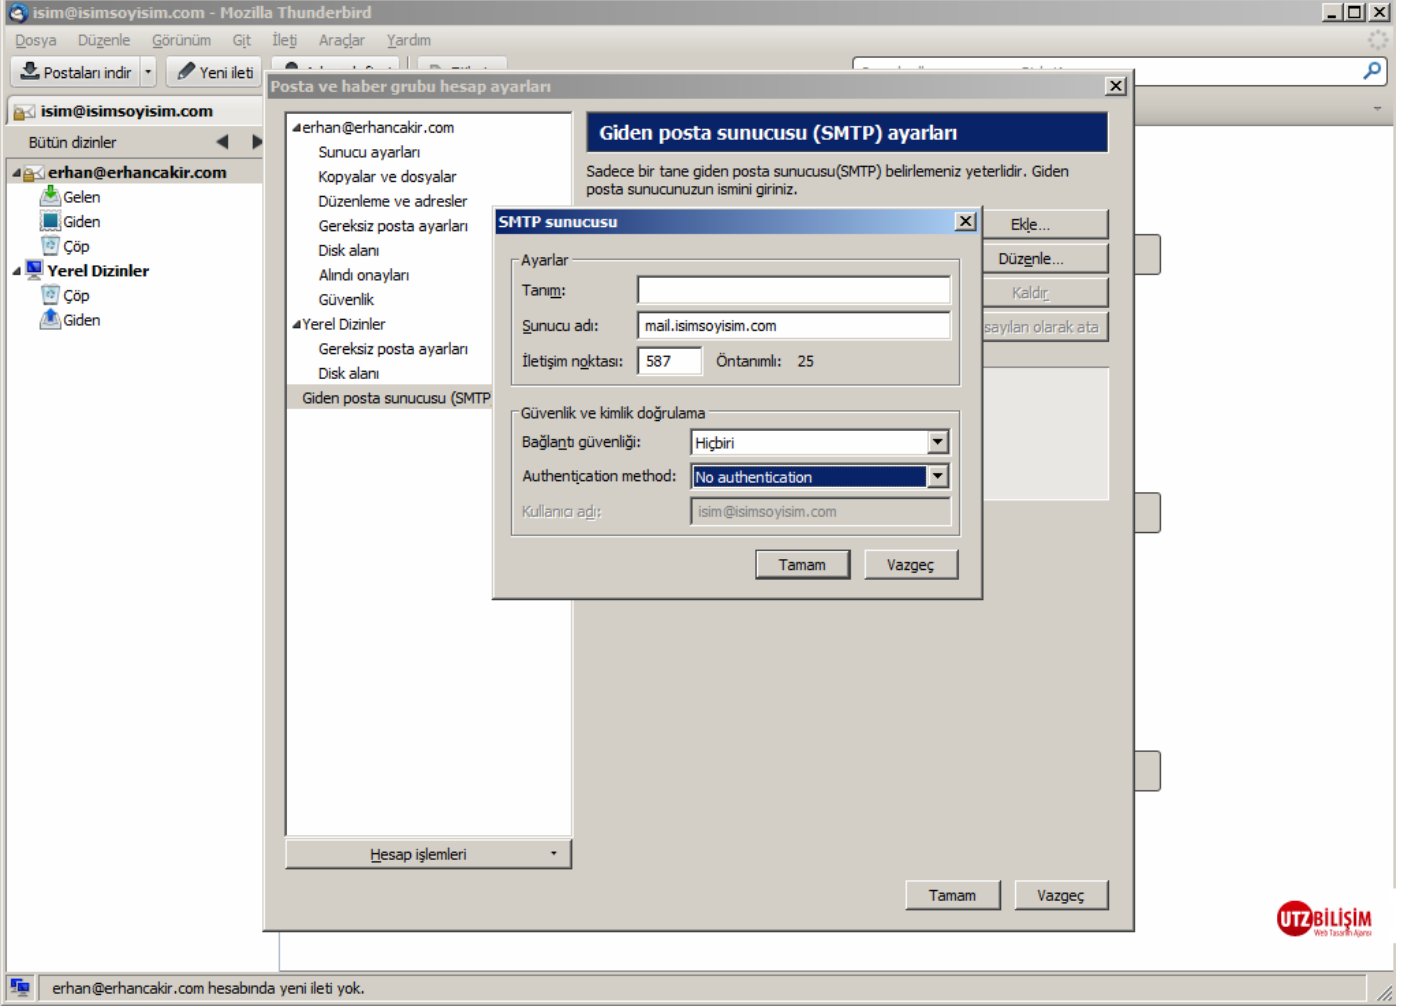 isim@isimsoyisim.com - Mozilla Thunderbird
Dosya Düzenle Görünüm Git İleti Araçlar Yardım
Postaları indir Yeni ileti
isim@isimsoyisim.com
Bütün dizinler
erhan@erhancakir.com
Gelen
Giden
Çöp
Yerel Dizinler
Çöp
Giden
Posta ve haber grubu hesap ayarları
erhan@erhancakir.com
Sunucu ayarları
Kopyalar ve dosyalar
Düzenleme ve adresler
Gereksiz posta ayarları
Disk alanı
Alındı onayları
Güvenlik
Yerel Dizinler
Gereksiz posta ayarları
Disk alanı
Giden posta sunucusu (SMTP
Hesap işlemleri
Giden posta sunucusu (SMTP) ayarları
Sadece bir tane giden posta sunucusu(SMTP) belirlemeniz yeterlidir. Giden
posta sunucunuzun ismini giriniz.
Ekle...
Düzenle...
Kaldır
sayılan olarak ata
SMTP sunucusu
Ayarlar
Tanım:
Sunucu adı: mail.isimsoyisim.com
İletişim noktası: 587 Öntanımlı: 25
Güvenlik ve kimlik doğrulama
Bağlantı güvenliği: Hiçbiri
Authentication method: No authentication
Kullanıcı adı: isim@isimsoyisim.com
Tamam Vazgeç
Tamam Vazgeç
UTZ BİLİŞİM
Web Tasarım Ajansı
erhan@erhancakir.com hesabında yeni ileti yok.